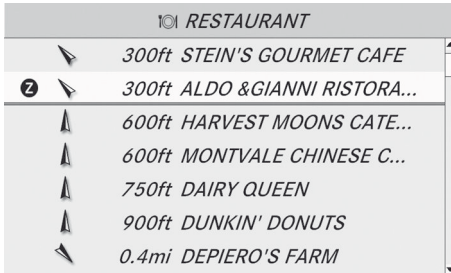 RESTAURANT
300ft STEIN'S GOURMET CAFE
Z 300ft ALDO &GIANNI RISTORA...
600ft HARVEST MOONS CATE...
600ft MONTVALE CHINESE C...
750ft DAIRY QUEEN
900ft DUNKIN' DONUTS
0.4mi DEPIERO'S FARM